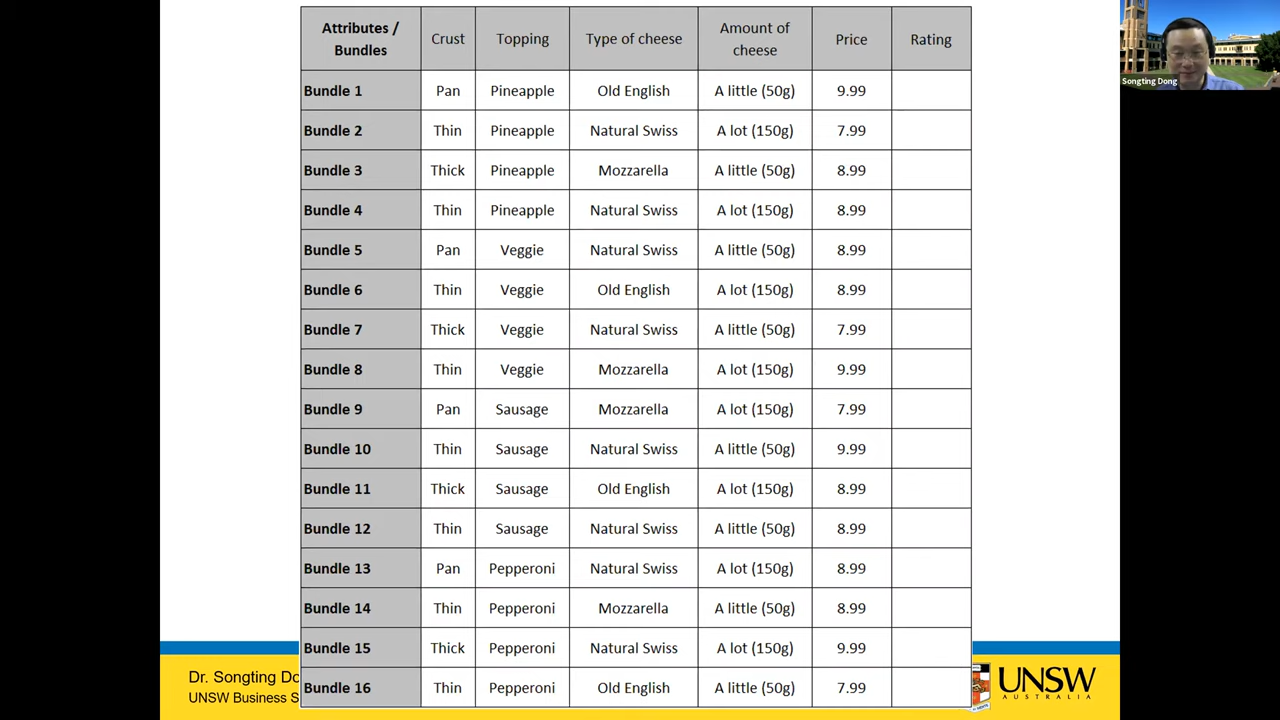 Attributes / Bundles Crust Topping Type of cheese Amount of cheese Price Rating
Bundle 1 Pan Pineapple Old English A little (50g) 9.99
Bundle 2 Thin Pineapple Natural Swiss A lot (150g) 7.99
Bundle 3 Thick Pineapple Mozzarella A little (50g) 8.99
Bundle 4 Thin Pineapple Natural Swiss A lot (150g) 8.99
Bundle 5 Pan Veggie Natural Swiss A little (50g) 8.99
Bundle 6 Thin Veggie Old English A lot (150g) 8.99
Bundle 7 Thick Veggie Natural Swiss A little (50g) 7.99
Bundle 8 Thin Veggie Mozzarella A lot (150g) 9.99
Bundle 9 Pan Sausage Mozzarella A lot (150g) 7.99
Bundle 10 Thin Sausage Natural Swiss A little (50g) 9.99
Bundle 11 Thick Sausage Old English A lot (150g) 8.99
Bundle 12 Thin Sausage Natural Swiss A little (50g) 8.99
Bundle 13 Pan Pepperoni Natural Swiss A lot (150g) 8.99
Bundle 14 Thin Pepperoni Mozzarella A little (50g) 8.99
Bundle 15 Thick Pepperoni Natural Swiss A lot (150g) 9.99
Bundle 16 Thin Pepperoni Old English A little (50g) 7.99
Songting Dong
Dr. Songting Do
UNSW Business S
UNSW
AUSTRALIA